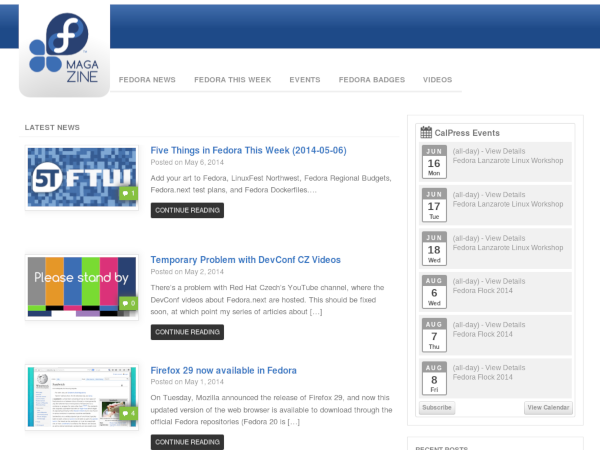 MAGA
ZINE
FEDORA NEWS
FEDORA THIS WEEK
EVENTS
FEDORA BADGES
VIDEOS
LATEST NEWS
5T FTW
1
Five Things in Fedora This Week (2014-05-06)
Posted on May 6, 2014
Add your art to Fedora, LinuxFest Northwest, Fedora Regional Budgets,
Fedora.next test plans, and Fedora Dockerfiles....
CONTINUE READING
Please stand by
0
Temporary Problem with DevConf CZ Videos
Posted on May 2, 2014
There's a problem with Red Hat Czech's YouTube channel, where the
DevConf videos about Fedora.next are hosted. This should be fixed
soon, at which point my series of articles about [...]
CONTINUE READING
4
Firefox 29 now available in Fedora
Posted on May 1, 2014
On Tuesday, Mozilla announced the release of Firefox 29, and now this
updated version of the web browser is available to download through the
official Fedora repositories (Fedora 20 is [...]
CONTINUE READING
CalPress Events
JUN
16
Mon
(all-day) - View Details
Fedora Lanzarote Linux Workshop
JUN
17
Tue
(all-day) - View Details
Fedora Lanzarote Linux Workshop
JUN
18
Wed
(all-day) - View Details
Fedora Lanzarote Linux Workshop
AUG
6
Wed
(all-day) - View Details
Fedora Flock 2014
AUG
7
Thu
(all-day) - View Details
Fedora Flock 2014
AUG
8
Fri
(all-day) - View Details
Fedora Flock 2014
Subscribe
View Calendar
RECENT POSTS